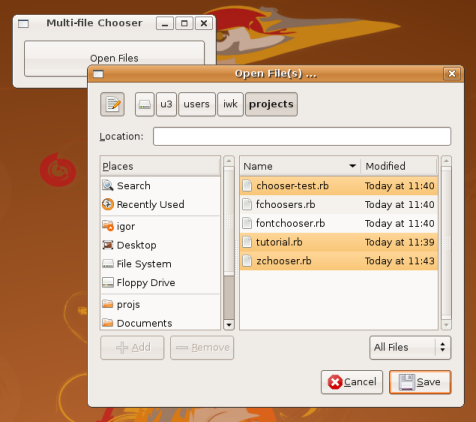 Multi-file Chooser
Open Files
Open File(s) ...
u3 users iwk projects
Location:
Places Name Modified
Search chooser-test.rb Today at 11:40
Recently Used fchoosers.rb Today at 11:40
igor fontchooser.rb Today at 11:40
Desktop tutorial.rb Today at 11:39
File System zchooser.rb Today at 11:43
Floppy Drive
projs
Documents
Add Remove All Files
Cancel Save